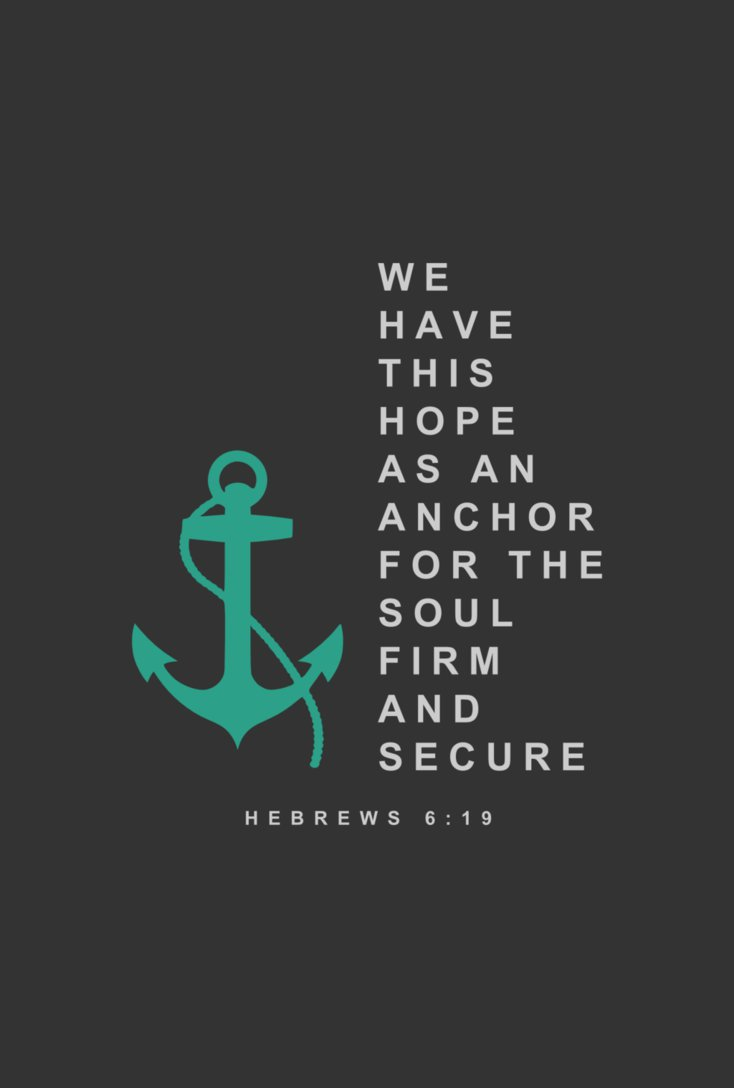 WE
HAVE
THIS
HOPE
AS AN
ANCHOR
FOR THE
SOUL
FIRM
AND
SECURE
HEBREWS 6:19